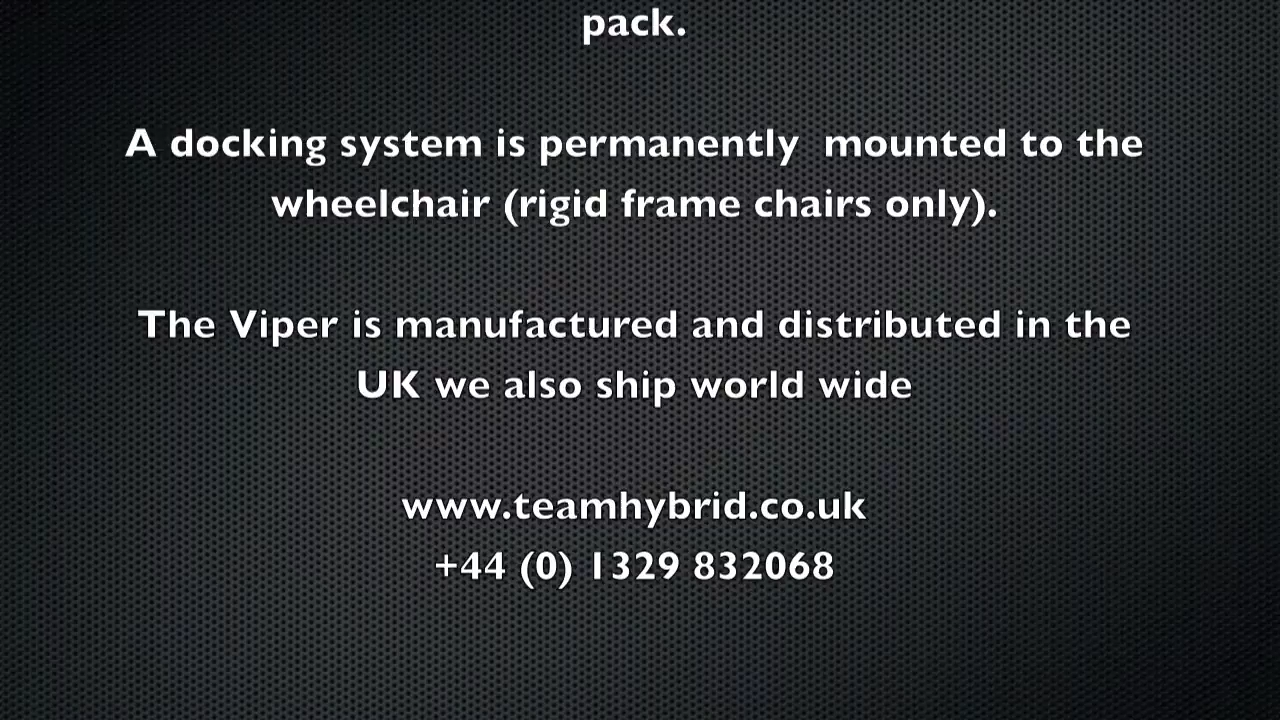 pack.
A docking system is permanently  mounted to the
wheelchair (rigid frame chairs only).
The Viper is manufactured and distributed in the
UK we also ship world wide
www.teamhybrid.co.uk
+44 (0) 1329 832068